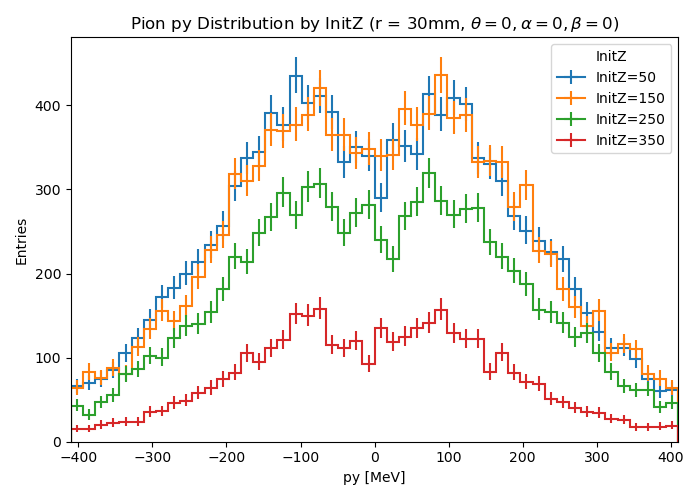 Pion py Distribution by InitZ (r = 30mm, θ = 0, α = 0, β = 0)
Entries
400
300
200
100
0
InitZ
InitZ=50
InitZ=150
InitZ=250
InitZ=350
−400 −300 −200 −100 0 100 200 300 400
py [MeV]